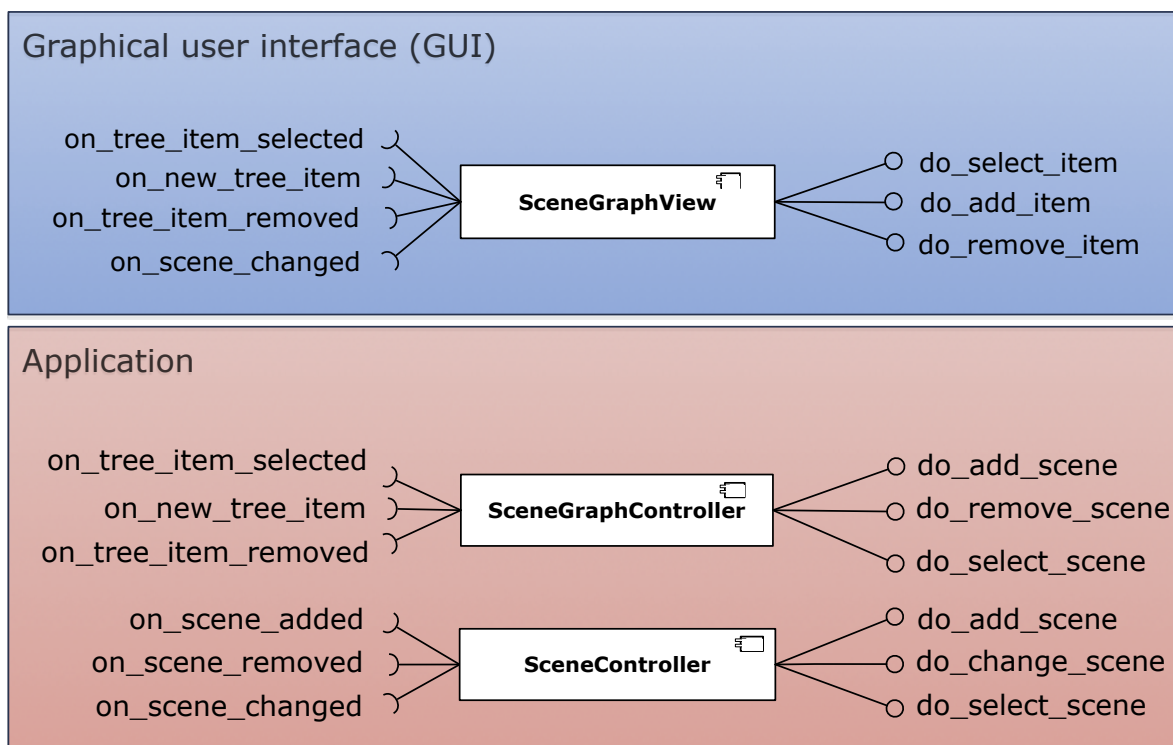 Graphical user interface (GUI)
on_tree_item_selected
on_new_tree_item
on_tree_item_removed
on_scene_changed
SceneGraphView
do_select_item
do_add_item
do_remove_item
Application
on_tree_item_selected
on_new_tree_item
on_tree_item_removed
SceneGraphController
do_add_scene
do_remove_scene
do_select_scene
on_scene_added
on_scene_removed
on_scene_changed
SceneController
do_add_scene
do_change_scene
do_select_scene